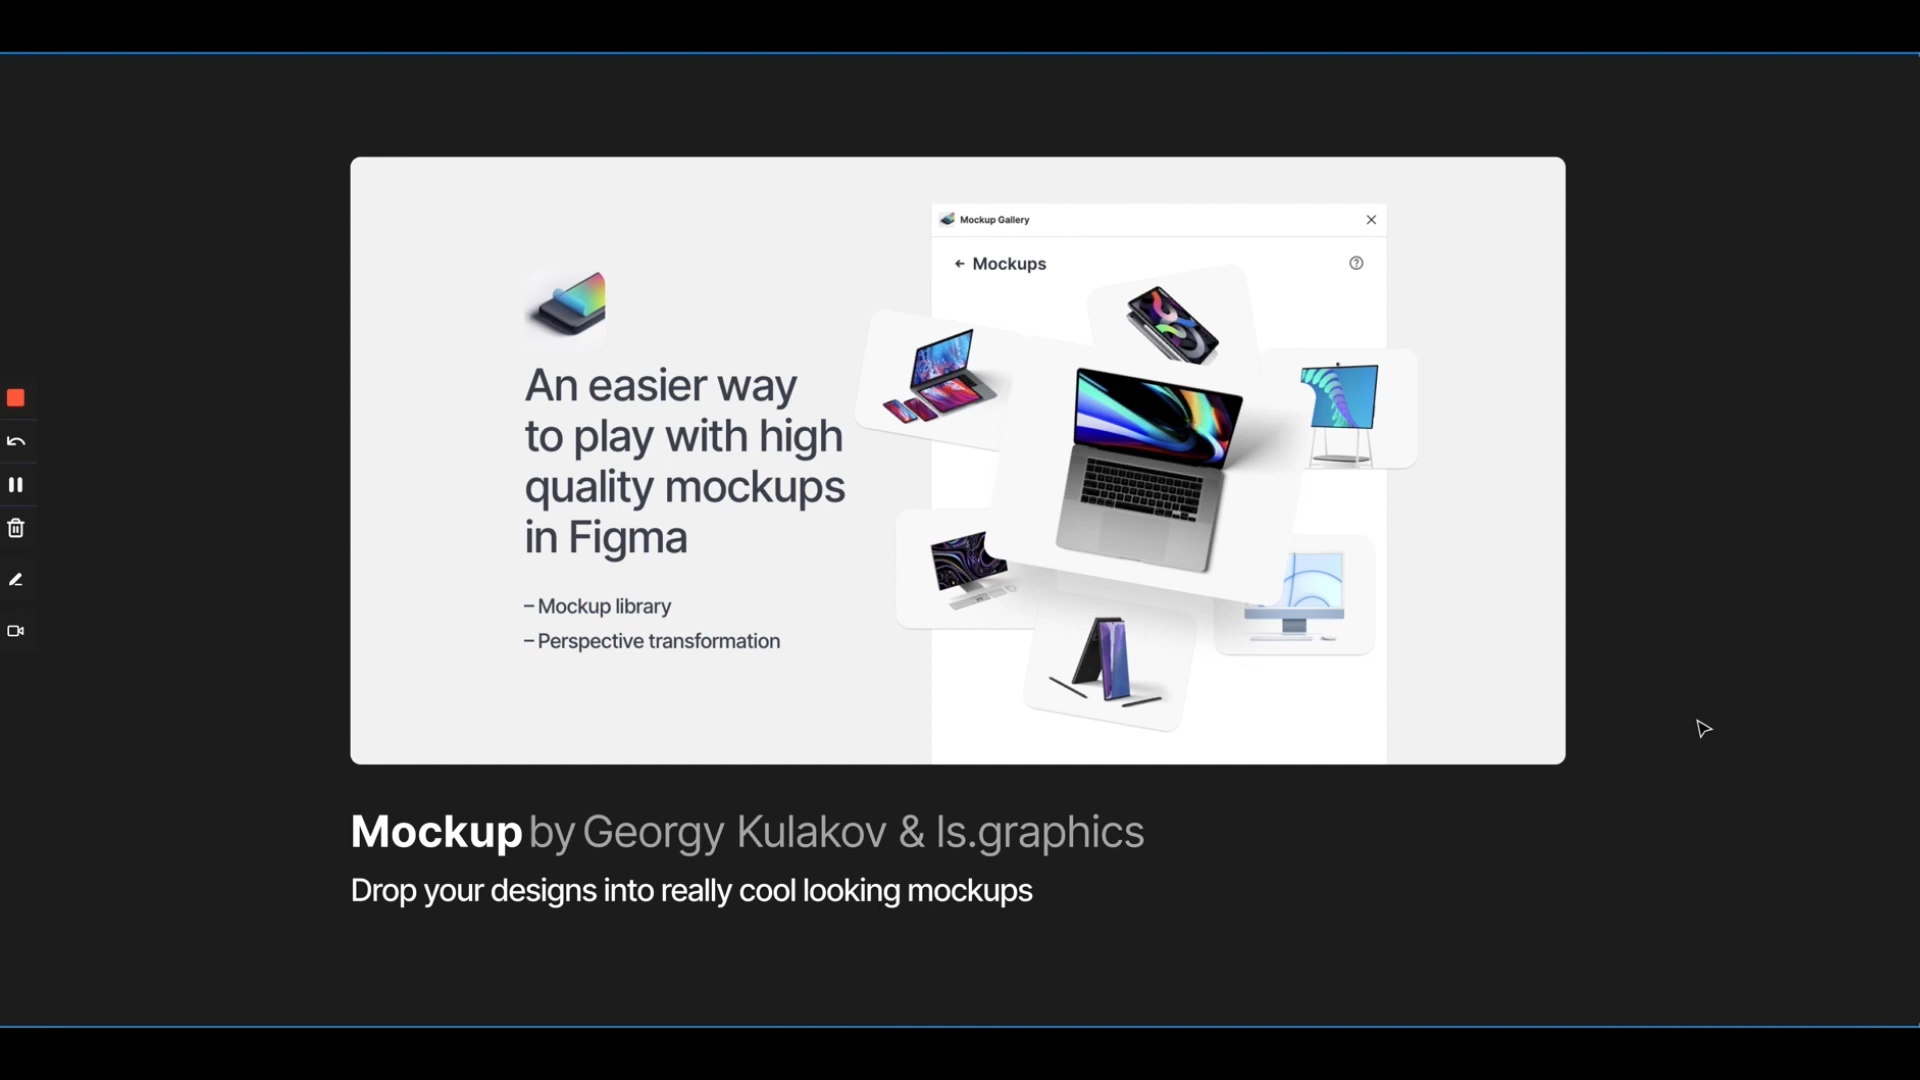 Mockup Gallery
Mockups
An easier way
to play with high
quality mockups
in Figma
– Mockup library
– Perspective transformation
Mockup by Georgy Kulakov & ls.graphics
Drop your designs into really cool looking mockups